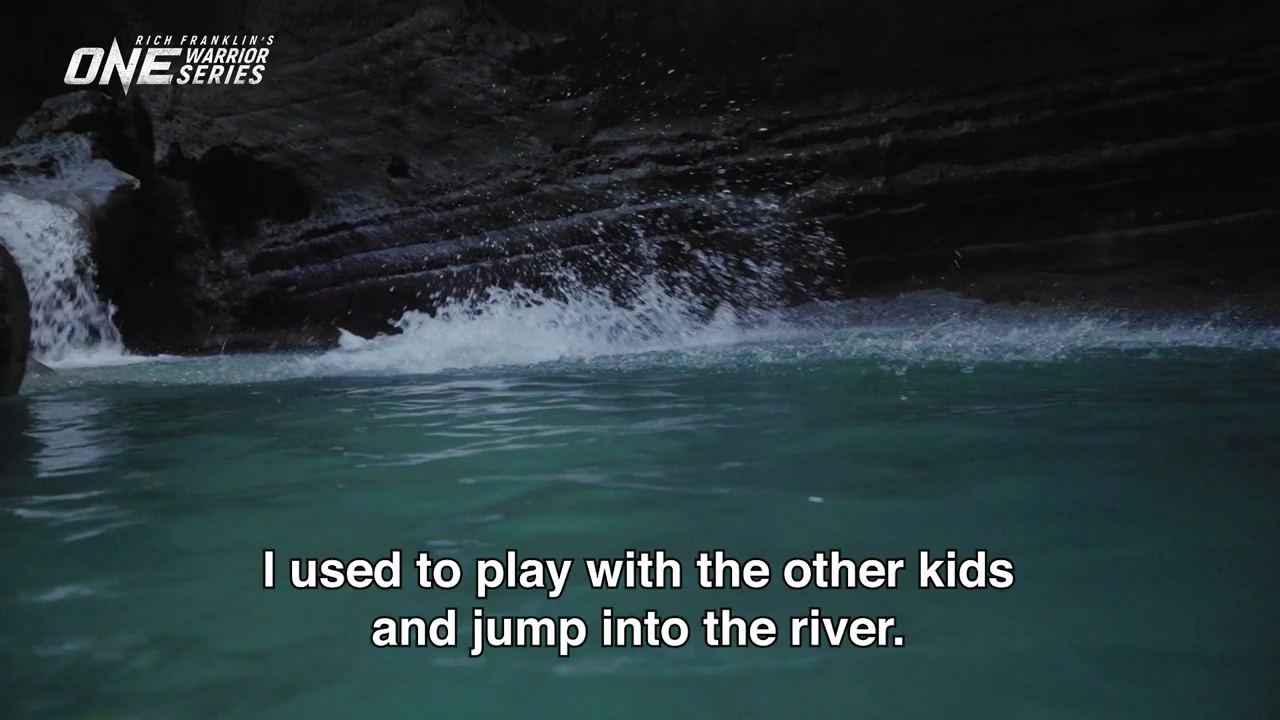 RICH FRANKLIN'S
ONE WARRIOR
SERIES
I used to play with the other kids
and jump into the river.